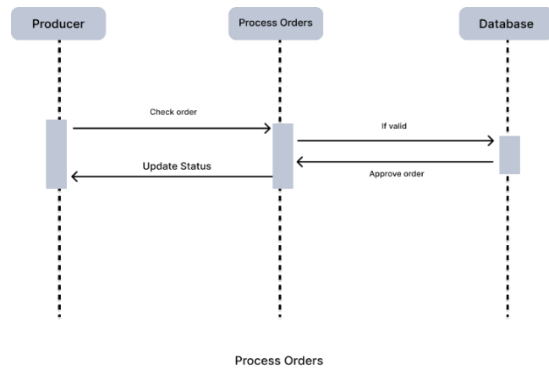 Producer
Process Orders
Database
Check order
If valid
Update Status
Approve order
Process Orders